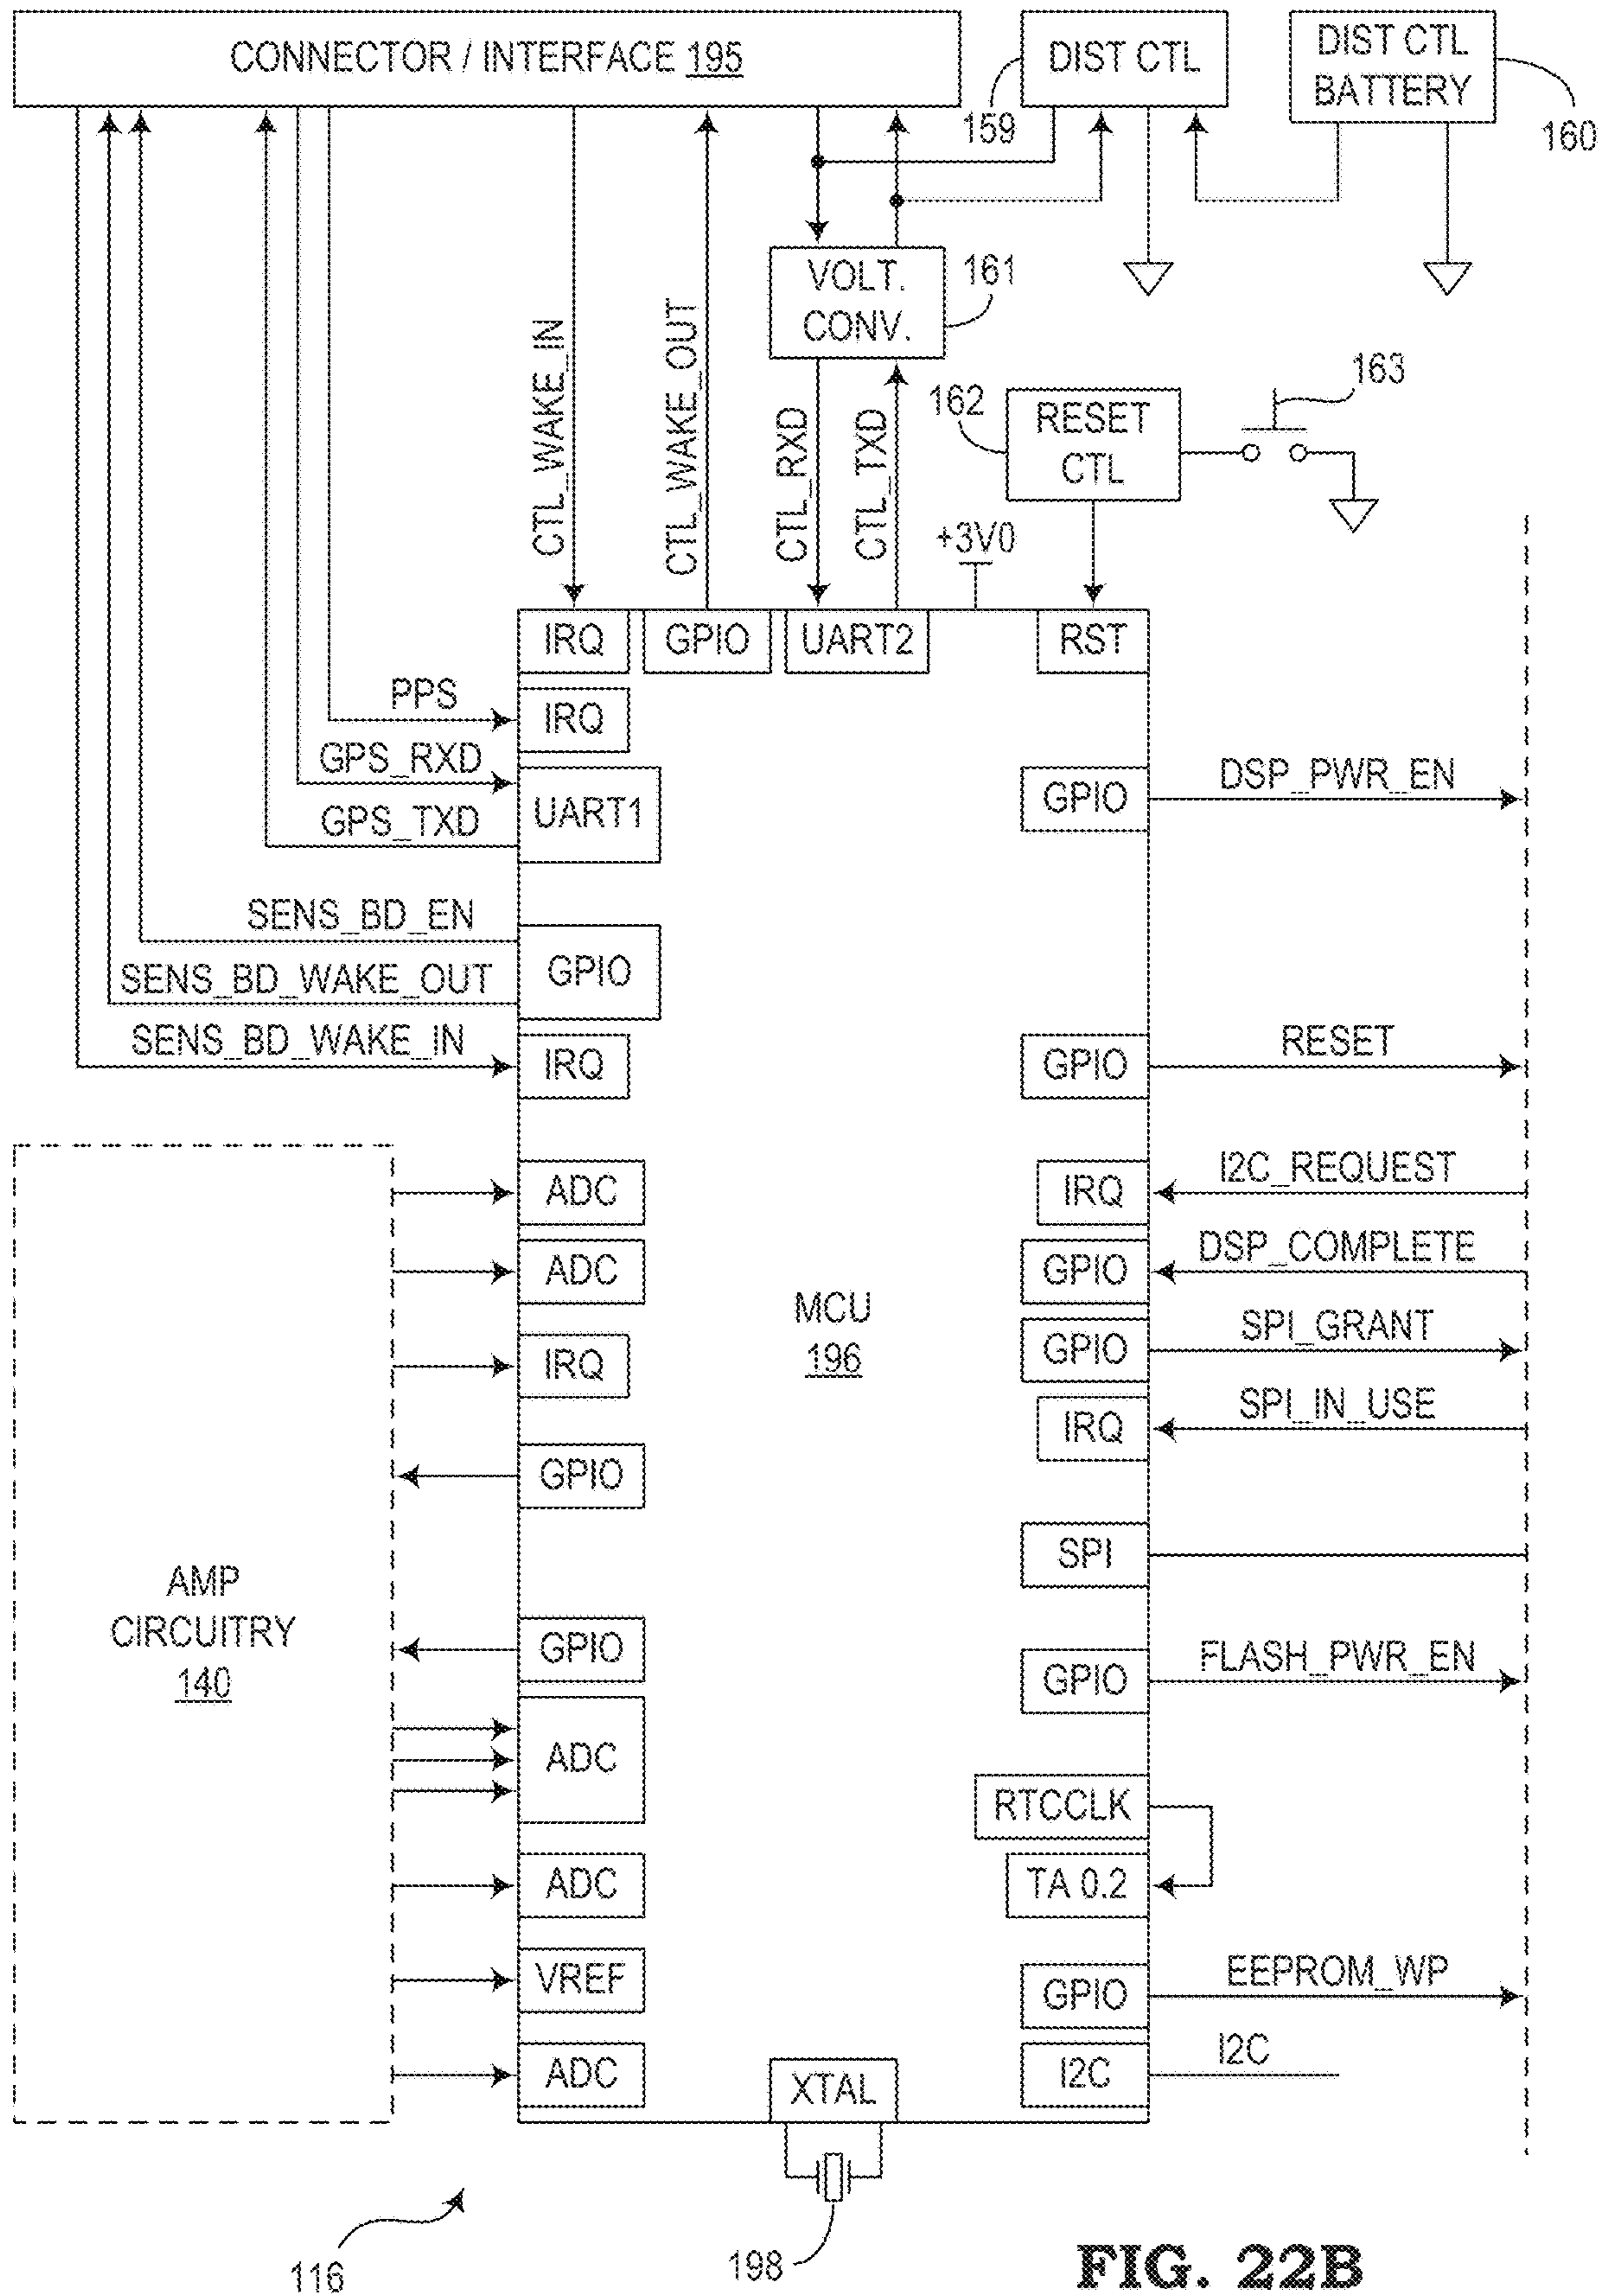 CONNECTOR / INTERFACE 195
DIST CTL
DIST CTL
BATTERY
159
160
VOLT.
CONV.
161
CTL_WAKE_IN
CTL_WAKE_OUT
CTL_RXD
CTL_TXD
162
RESET
CTL
163
+3V0
IRQ
GPIO
UART2
RST
PPS
IRQ
GPS_RXD
GPS_TXD
UART1
GPIO
DSP_PWR_EN
SENS_BD_EN
SENS_BD_WAKE_OUT
GPIO
SENS_BD_WAKE_IN
IRQ
GPIO
RESET
ADC
IRQ
I2C_REQUEST
ADC
GPIO
DSP_COMPLETE
MCU
196
GPIO
SPI_GRANT
IRQ
IRQ
SPI_IN_USE
GPIO
SPI
AMP
CIRCUITRY
140
GPIO
GPIO
FLASH_PWR_EN
ADC
RTCCLK
ADC
TA 0.2
VREF
GPIO
EEPROM_WP
ADC
XTAL
I2C
I2C
116
198
FIG. 22B